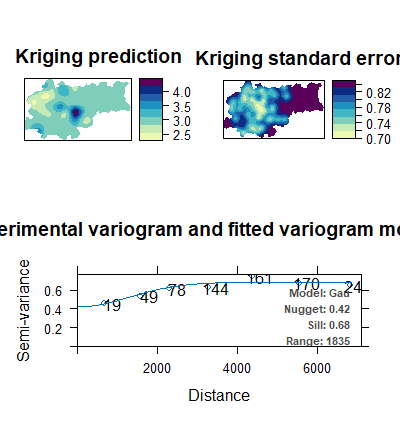 Kriging prediction
Kriging standard error
4.0
3.5
3.0
2.5
0.82
0.78
0.74
0.70
erimental variogram and fitted variogram mo
Semi-variance
0.6
0.4
0.2
19
49
78
144
161
170
24
Model: Gau
Nugget: 0.42
Sill: 0.68
Range: 1835
2000
4000
6000
Distance